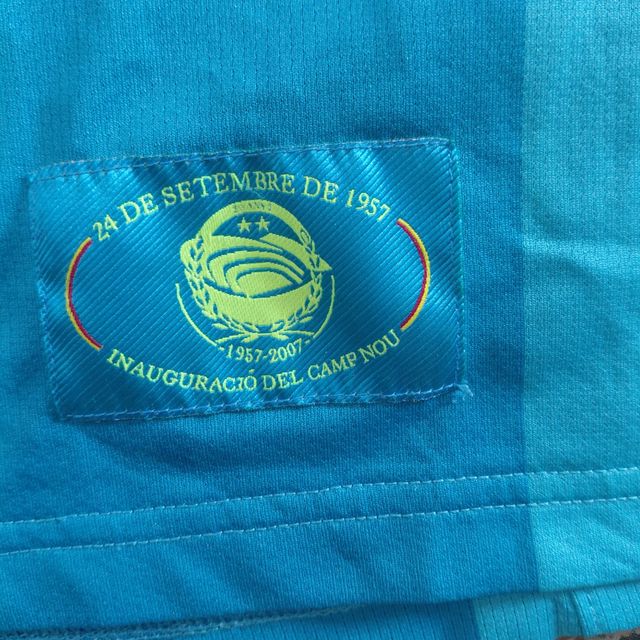 24 DE SETEMBRE DE 1957
1957-2007
INAUGURACIÓ DEL CAMP NOU